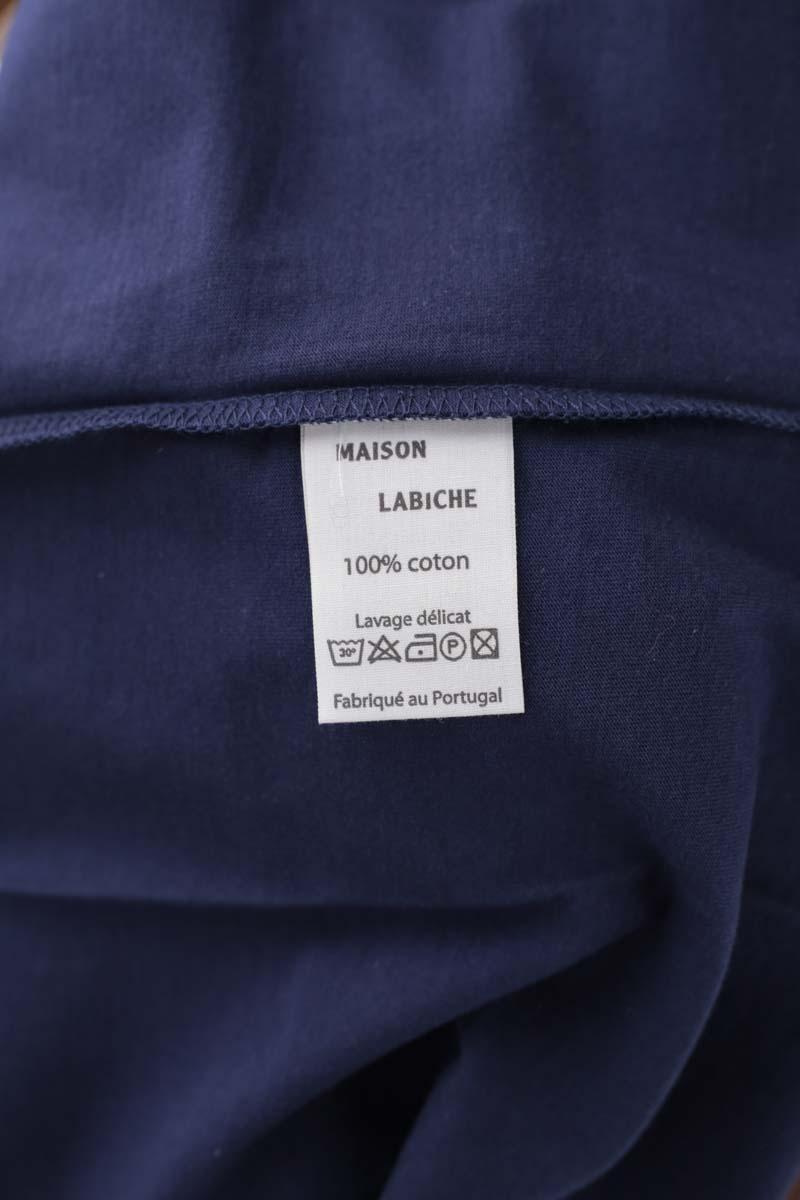 MAISON
LABiCHE
100% coton
Lavage délicat
30° P
Fabriqué au Portugal